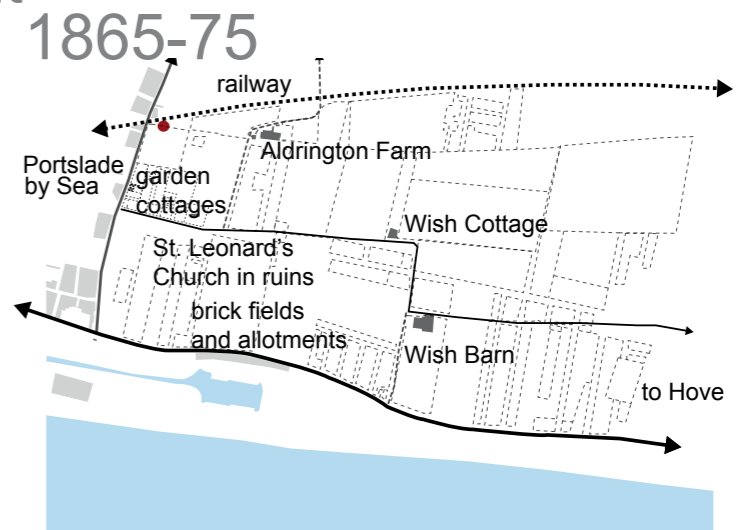 1865-75
railway
Aldrington Farm
Portslade
by Sea
garden
cottages
Wish Cottage
St. Leonard's
Church in ruins
brick fields
and allotments
Wish Barn
to Hove